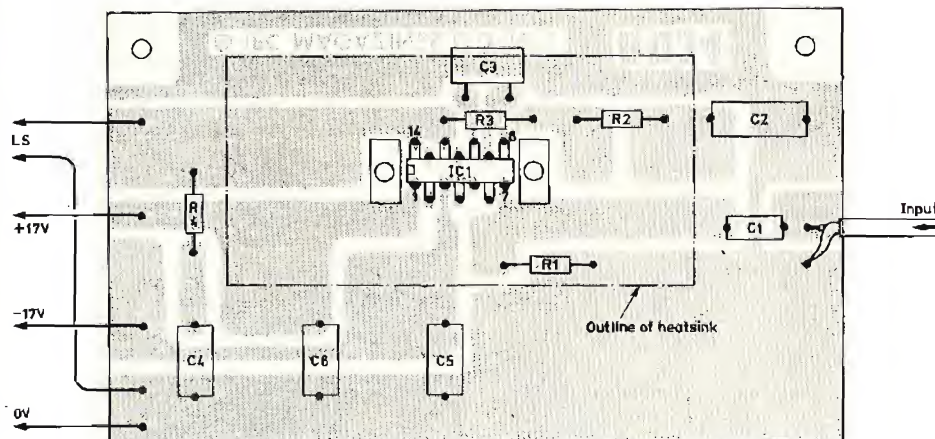 C3
R3
R2
C2
LS
14
8
IC1
1
7
R4
+17V
C1
Input
R1
-17V
Outline of heatsink
C4
C6
C5
0V